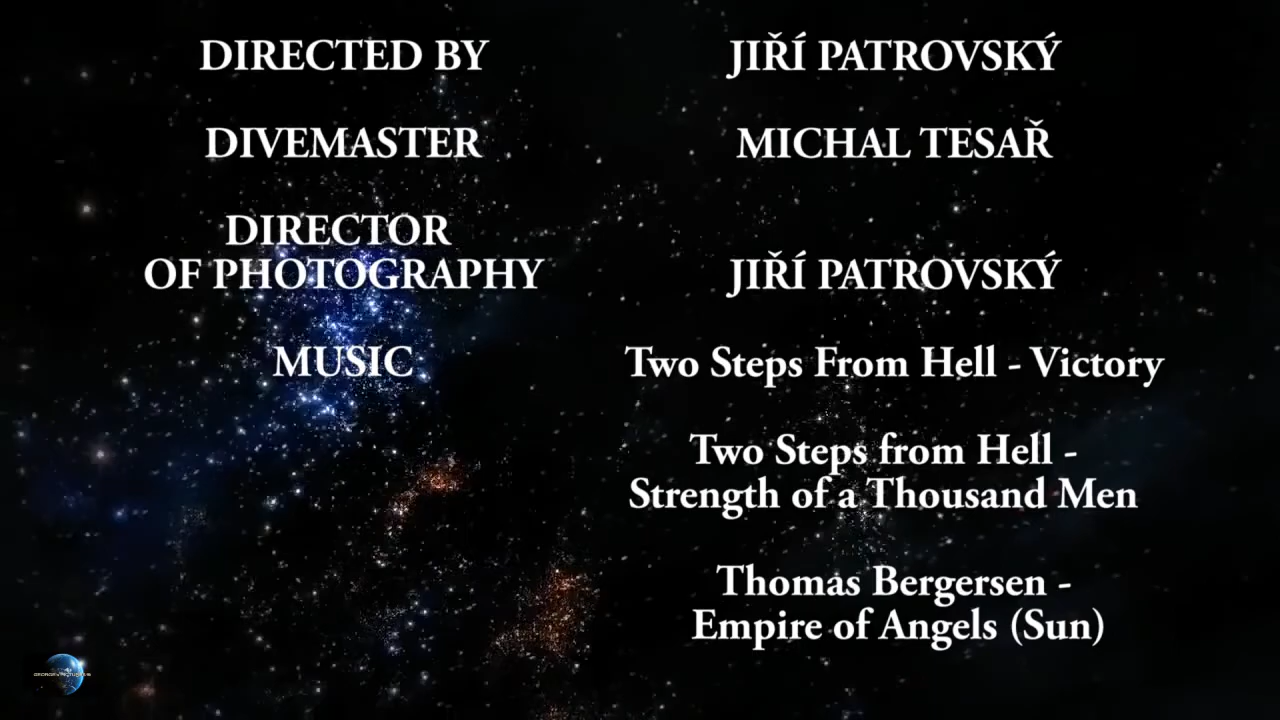 DIRECTED BY JIŘÍ PATROVSKÝ
DIVEMASTER MICHAL TESAŘ
DIRECTOR
OF PHOTOGRAPHY JIŘÍ PATROVSKÝ
MUSIC Two Steps From Hell - Victory
Two Steps from Hell -
Strength of a Thousand Men
Thomas Bergersen -
Empire of Angels (Sun)